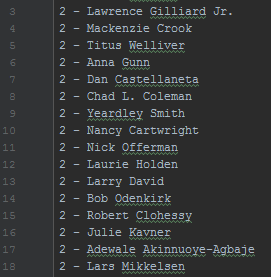 3 2 - Lawrence Gilliard Jr.
4 2 - Mackenzie Crook
5 2 - Titus Welliver
6 2 - Anna Gunn
7 2 - Dan Castellaneta
8 2 - Chad L. Coleman
9 2 - Yeardley Smith
10 2 - Nancy Cartwright
11 2 - Nick Offerman
12 2 - Laurie Holden
13 2 - Larry David
14 2 - Bob Odenkirk
15 2 - Robert Clohessy
16 2 - Julie Kavner
17 2 - Adewale Akinnuoye-Agbaje
18 2 - Lars Mikkelsen